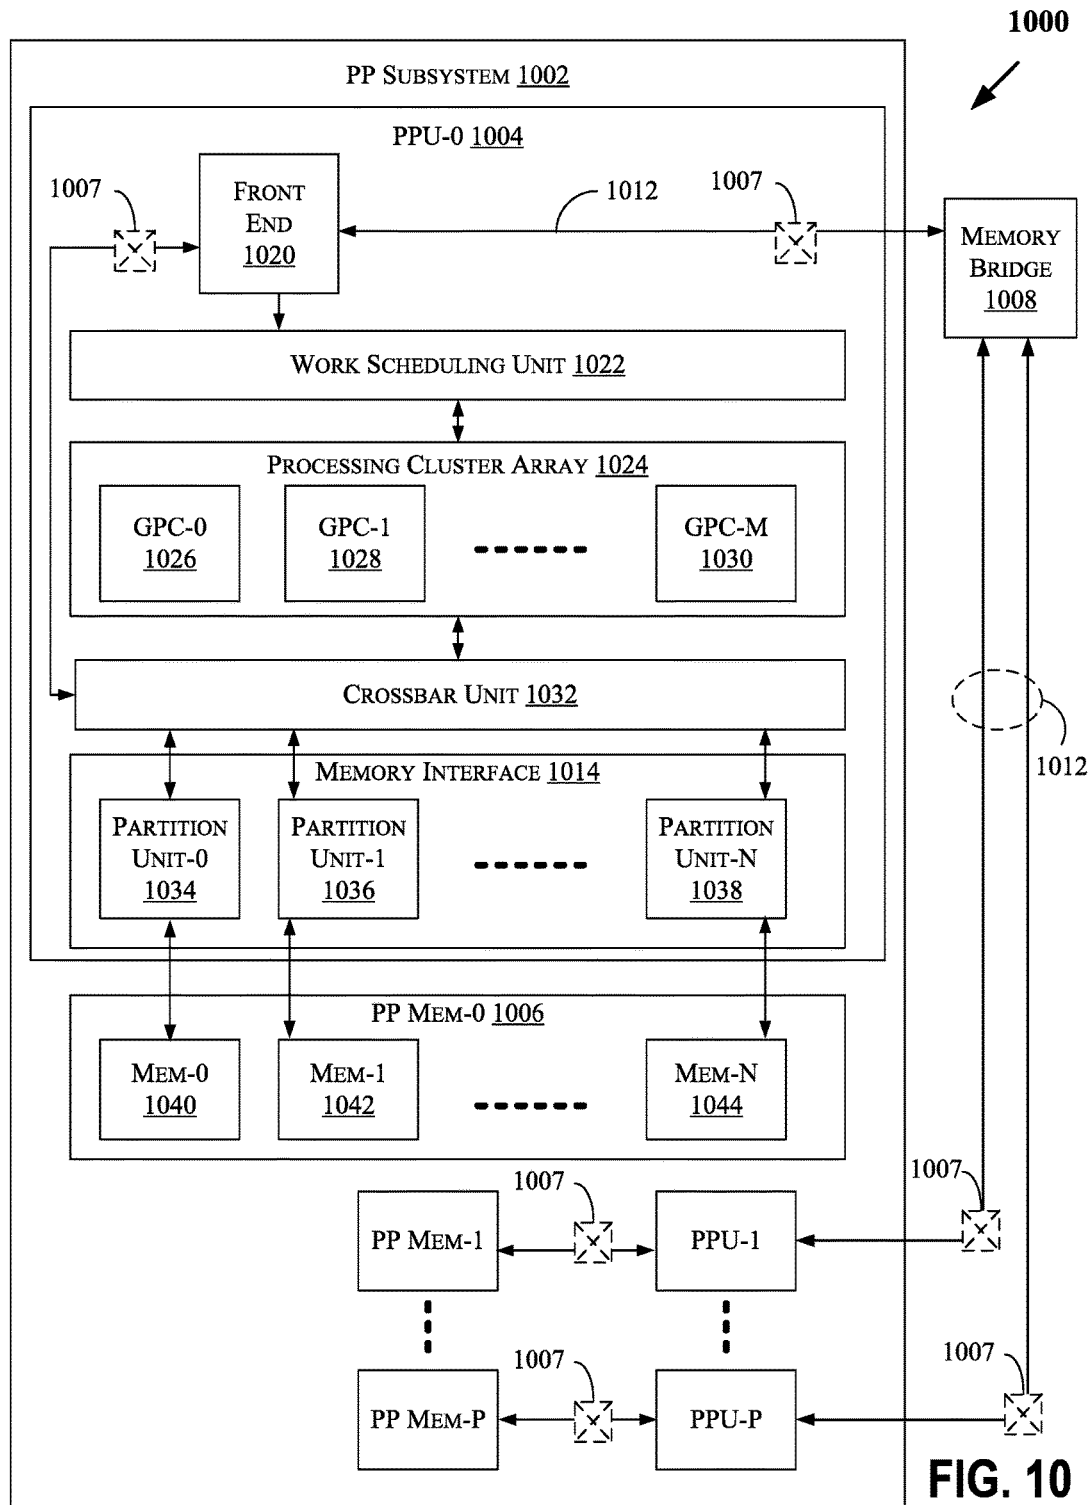 1000
PP SUBSYSTEM 1002
PPU-0 1004
1007
FRONT
END
1020
1012
1007
MEMORY
BRIDGE
1008
WORK SCHEDULING UNIT 1022
PROCESSING CLUSTER ARRAY 1024
GPC-0
1026
GPC-1
1028
GPC-M
1030
CROSSBAR UNIT 1032
1012
MEMORY INTERFACE 1014
PARTITION
UNIT-0
1034
PARTITION
UNIT-1
1036
PARTITION
UNIT-N
1038
PP MEM-0 1006
MEM-0
1040
MEM-1
1042
MEM-N
1044
1007
1007
PP MEM-1
PPU-1
1007
1007
PP MEM-P
PPU-P
FIG. 10